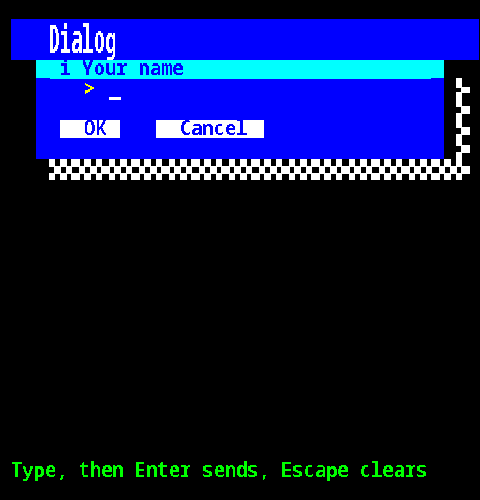 Dialog
i Your name
> _
OK Cancel
Type, then Enter sends, Escape clears